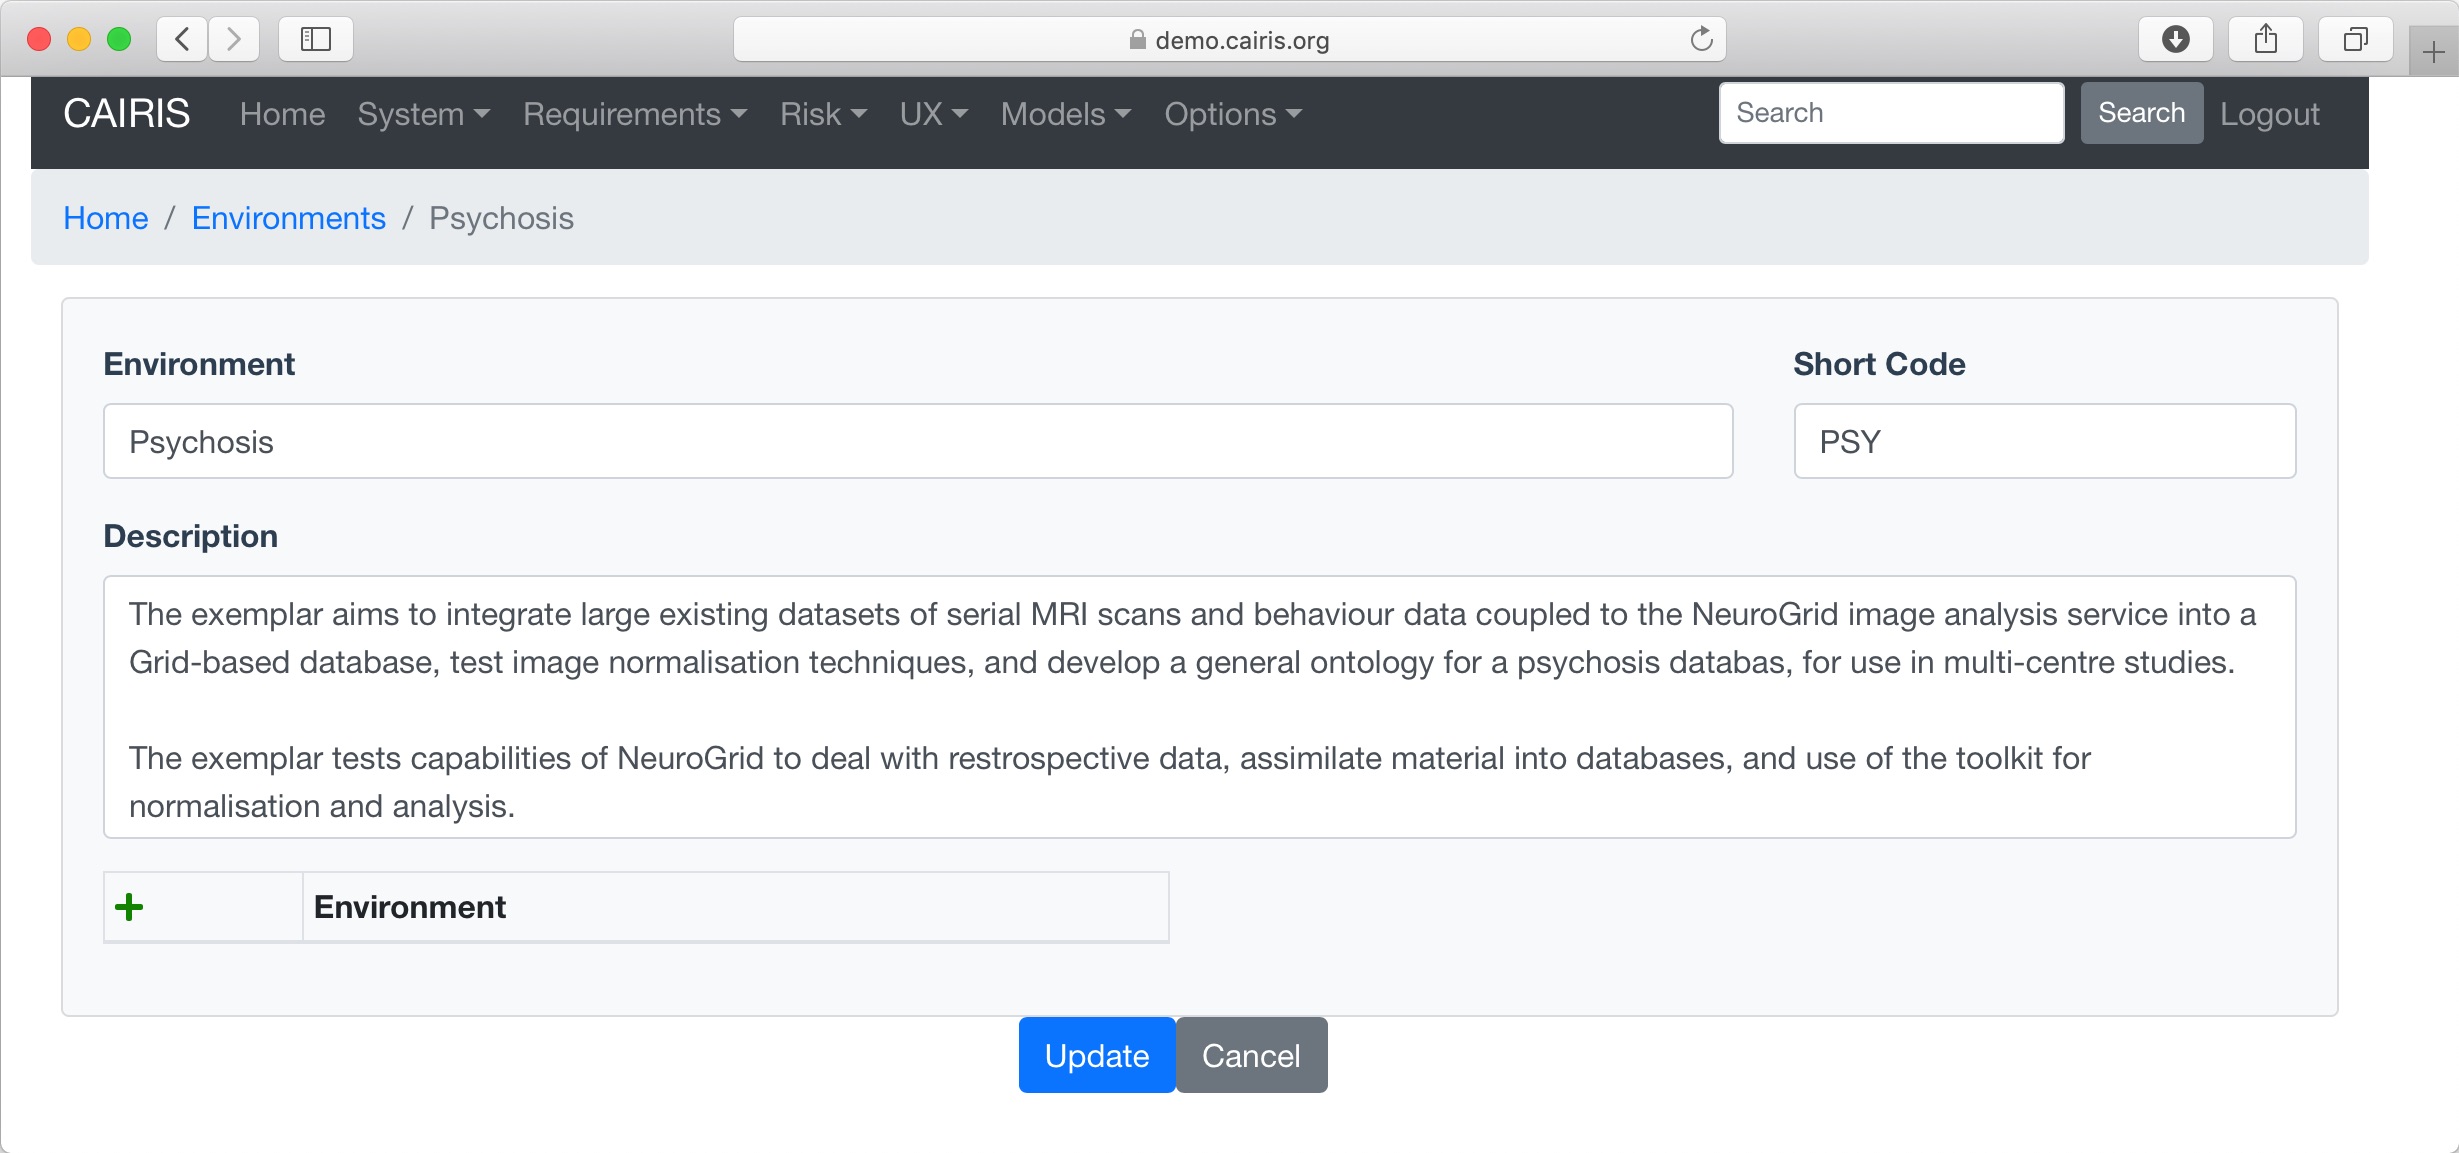 demo.cairis.org
CAIRIS Home System Requirements Risk UX Models Options Search Search Logout
Home / Environments / Psychosis
Environment Short Code
Psychosis PSY
Description
The exemplar aims to integrate large existing datasets of serial MRI scans and behaviour data coupled to the NeuroGrid image analysis service into a
Grid-based database, test image normalisation techniques, and develop a general ontology for a psychosis databas, for use in multi-centre studies.
The exemplar tests capabilities of NeuroGrid to deal with restrospective data, assimilate material into databases, and use of the toolkit for
normalisation and analysis.
Environment
Update Cancel